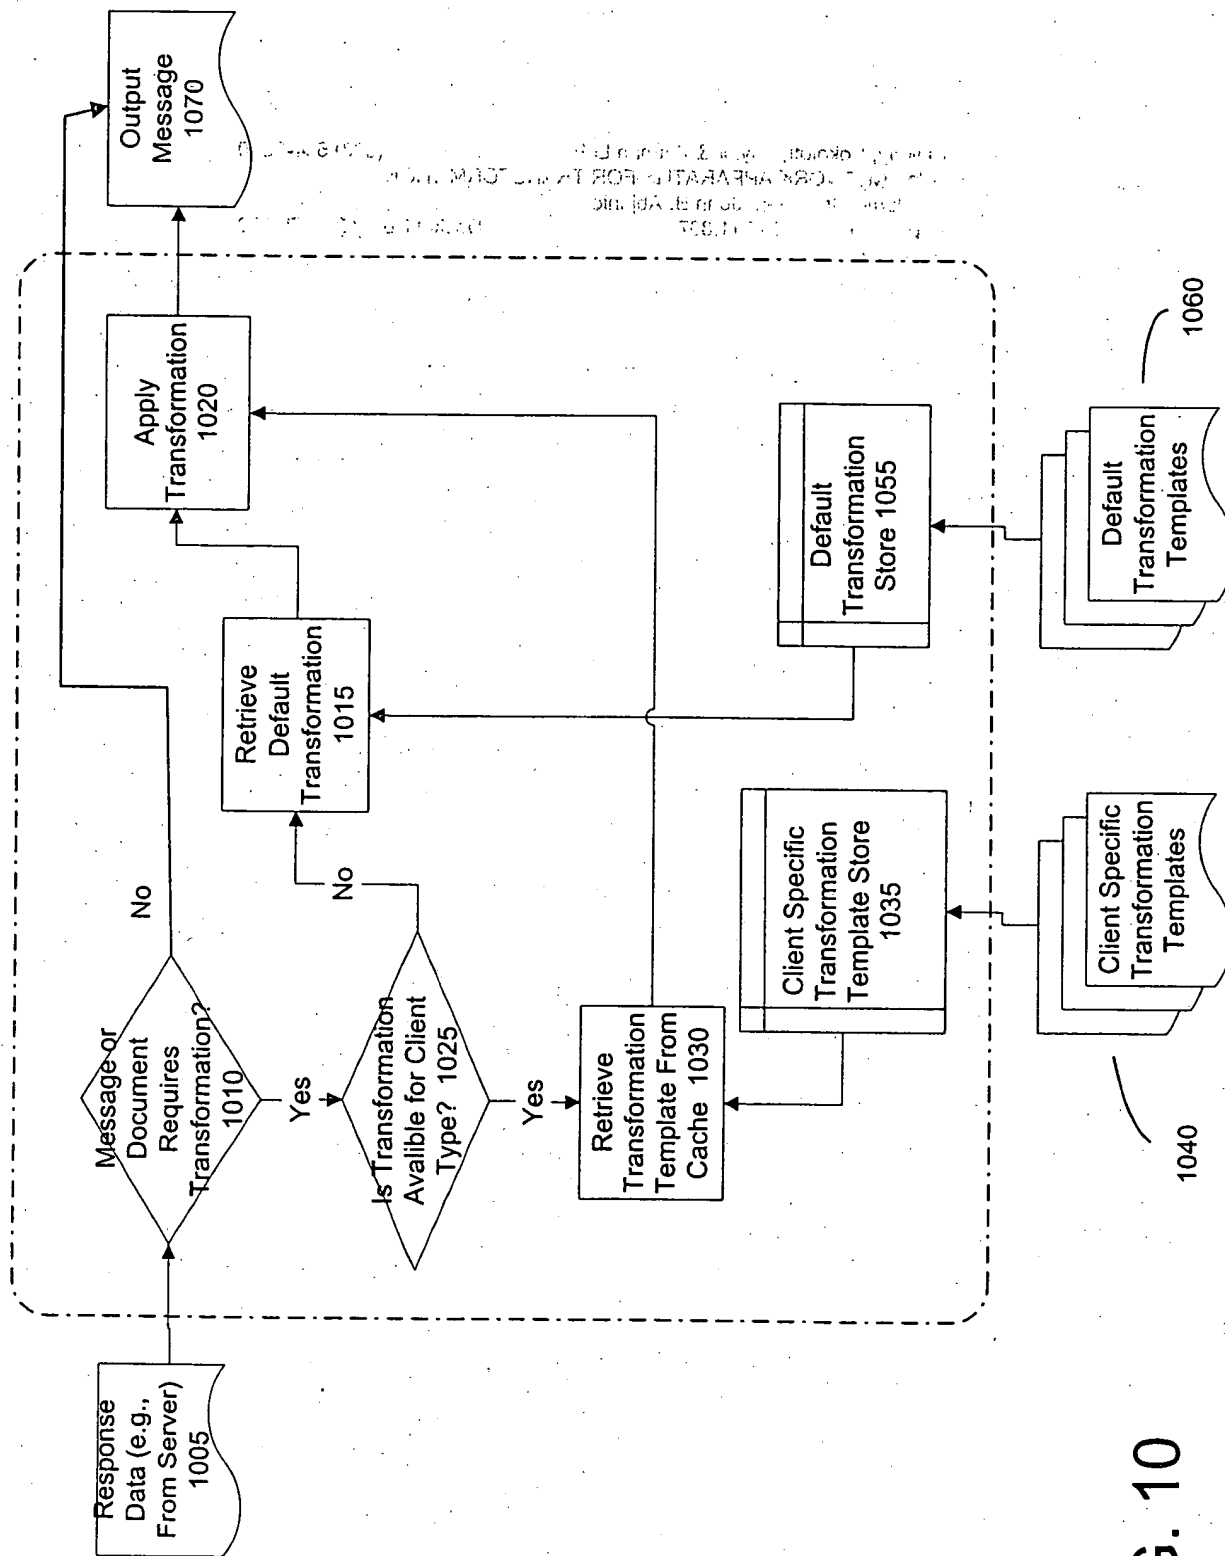 Response
Data (e.g.,
From Server)
1005
Message or
Document
Requires
Transformation?
1010
No
Yes
Is Transformation
Avalible for Client
Type? 1025
No
Yes
Retrieve
Default
Transformation
1015
Apply
Transformation
1020
Output
Message
1070
Retrieve
Transformation
Template From
Cache 1030
Client Specific
Transformation
Template Store
1035
Default
Transformation
Store 1055
Client Specific
Transformation
Templates
1040
Default
Transformation
Templates
1060
G. 10